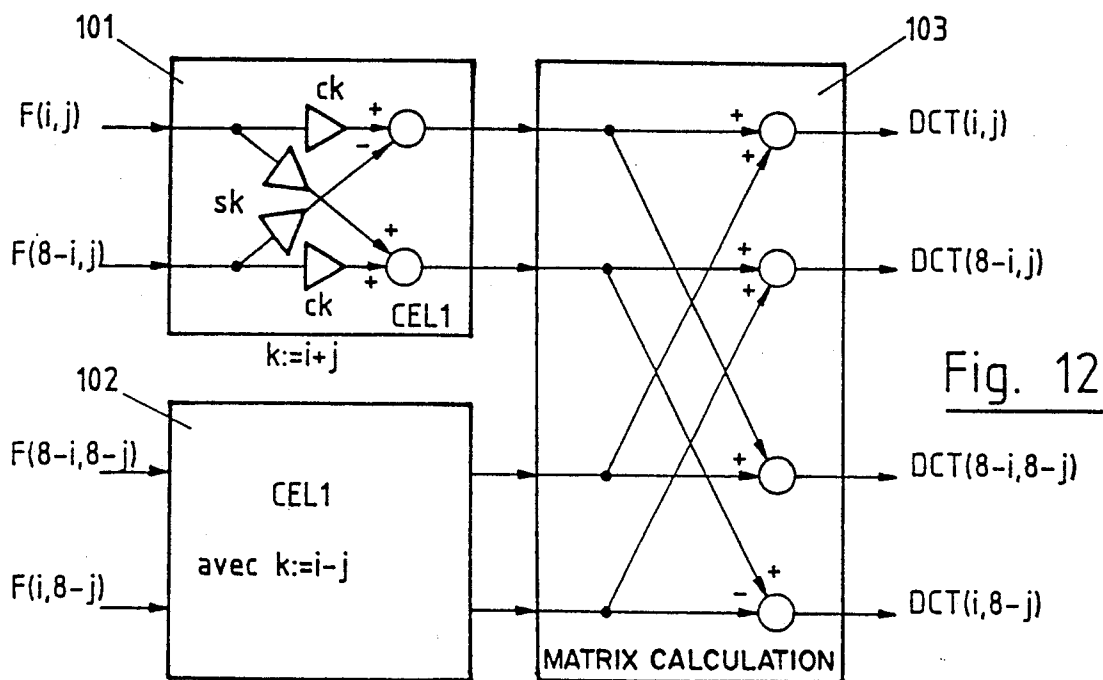 101
103
F(i,j)
ck
+
-
sk
+
+
F(8-i,j)
ck
CEL1
k:=i+j
+
+
DCT(i,j)
+
+
DCT(8-i,j)
Fig. 12
102
F(8-i,8-j)
CEL1
avec k:=i-j
F(i,8-j)
+
DCT(8-i,8-j)
+
-
DCT(i,8-j)
MATRIX CALCULATION